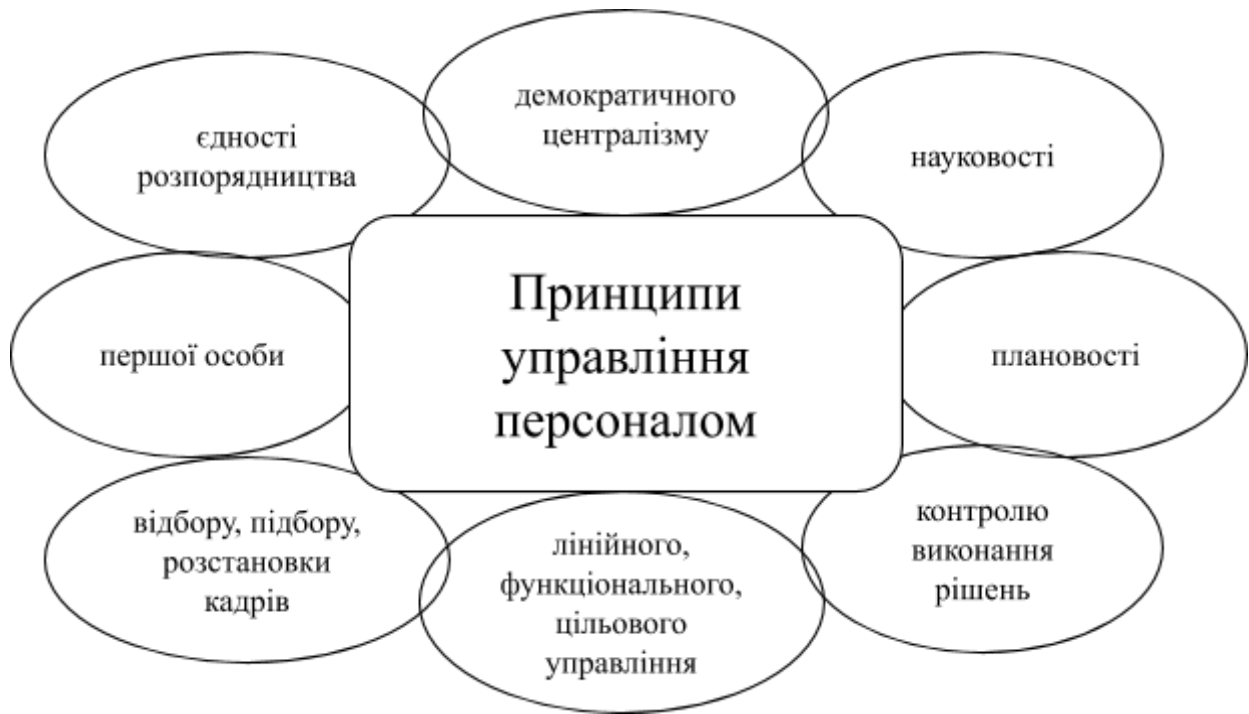 демократичного
централізму
єдності
розпорядництва
науковості
Принципи
управління
персоналом
першої особи
плановості
відбору, підбору,
розстановки
кадрів
лінійного,
функціонального,
цільового
управління
контролю
виконання
рішень